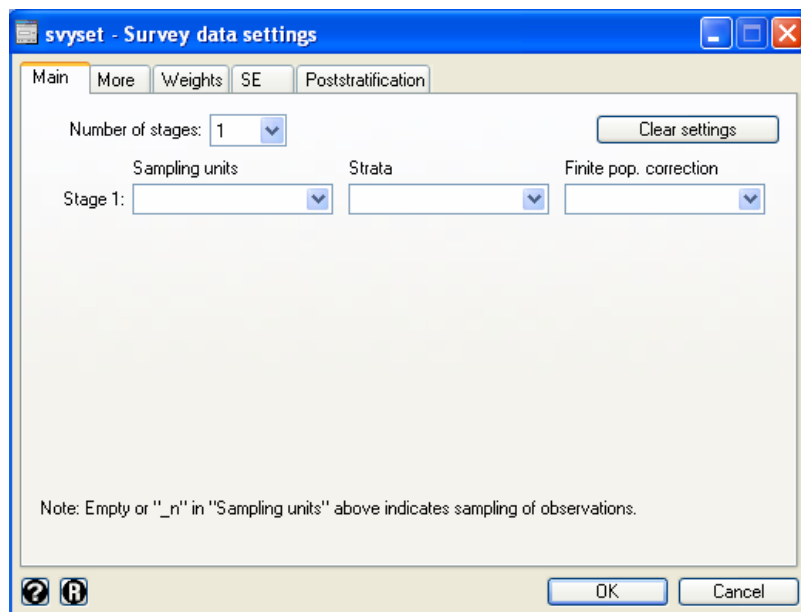 svyset - Survey data settings
Main More Weights SE Poststratification
Number of stages: 1 Clear settings
Sampling units Strata Finite pop. correction
Stage 1:
Note: Empty or "_n" in "Sampling units" above indicates sampling of observations.
? R OK Cancel